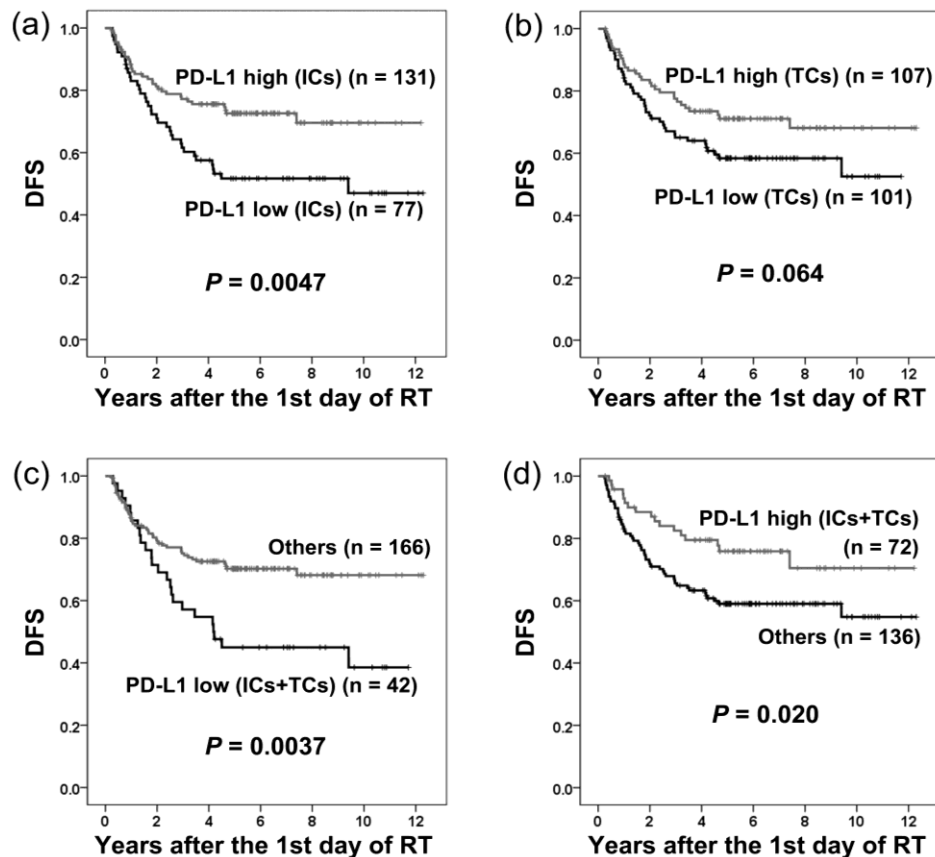 (a)
1.0
0.8
0.6
0.4
0.2
0.0
DFS
PD-L1 high (ICs) (n = 131)
PD-L1 low (ICs) (n = 77)
P = 0.0047
0 2 4 6 8 10 12
Years after the 1st day of RT
(b)
1.0
0.8
0.6
0.4
0.2
0.0
DFS
PD-L1 high (TCs) (n = 107)
PD-L1 low (TCs) (n = 101)
P = 0.064
0 2 4 6 8 10 12
Years after the 1st day of RT
(c)
1.0
0.8
0.6
0.4
0.2
0.0
DFS
Others (n = 166)
PD-L1 low (ICs+TCs) (n = 42)
P = 0.0037
0 2 4 6 8 10 12
Years after the 1st day of RT
(d)
1.0
0.8
0.6
0.4
0.2
0.0
DFS
PD-L1 high (ICs+TCs)
(n = 72)
Others (n = 136)
P = 0.020
0 2 4 6 8 10 12
Years after the 1st day of RT